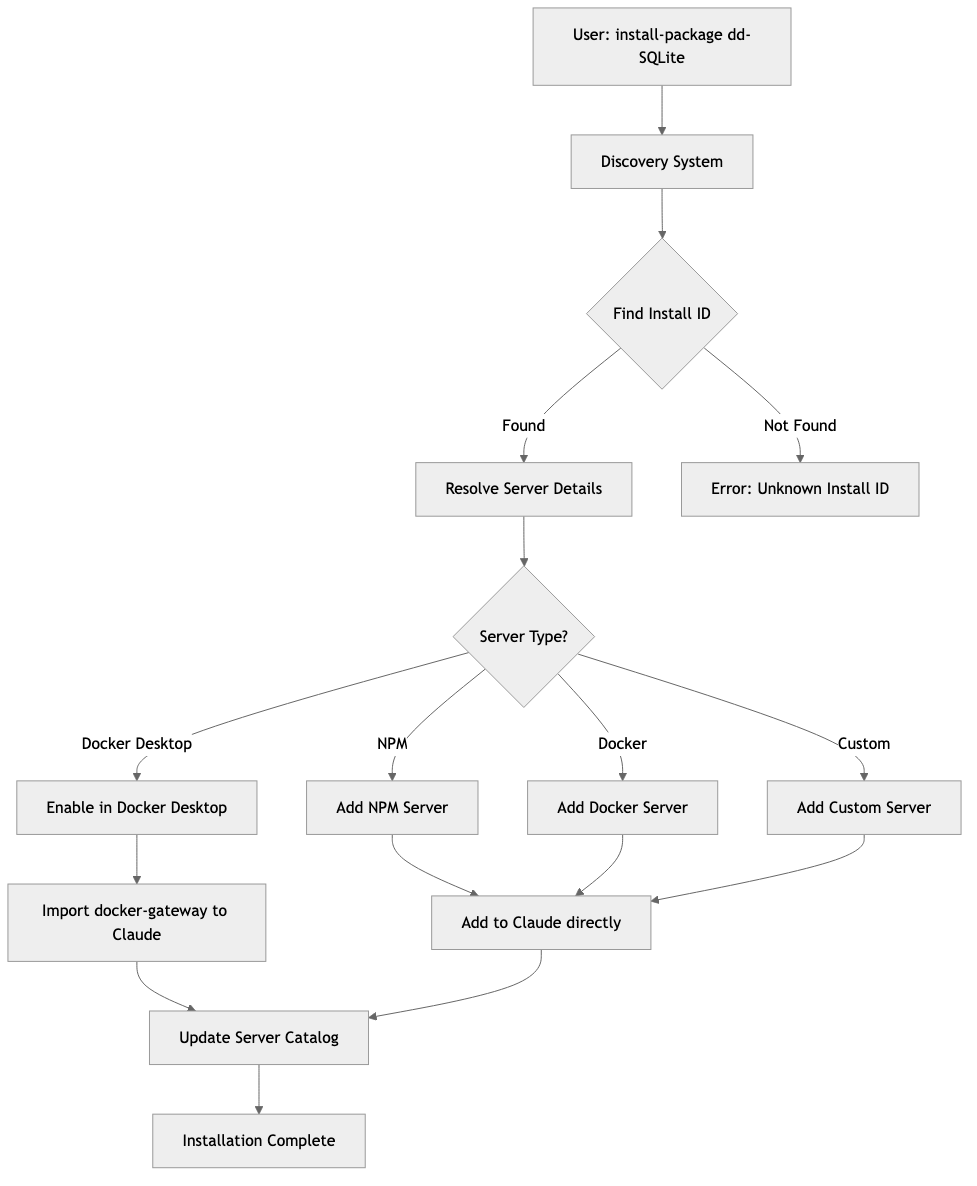 User: install-package dd-
SQLite
Discovery System
Find Install ID
Found
Not Found
Resolve Server Details
Error: Unknown Install ID
Server Type?
Docker Desktop
NPM
Docker
Custom
Enable in Docker Desktop
Add NPM Server
Add Docker Server
Add Custom Server
Import docker-gateway to
Claude
Add to Claude directly
Update Server Catalog
Installation Complete